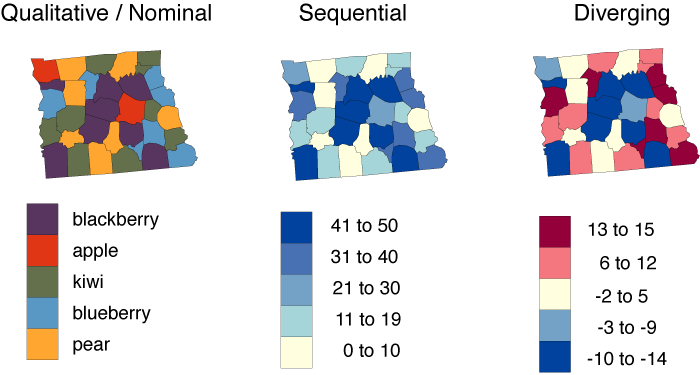 Qualitative / Nominal
blackberry
apple
kiwi
blueberry
pear
Sequential
41 to 50
31 to 40
21 to 30
11 to 19
0 to 10
Diverging
13 to 15
6 to 12
-2 to 5
-3 to -9
-10 to -14